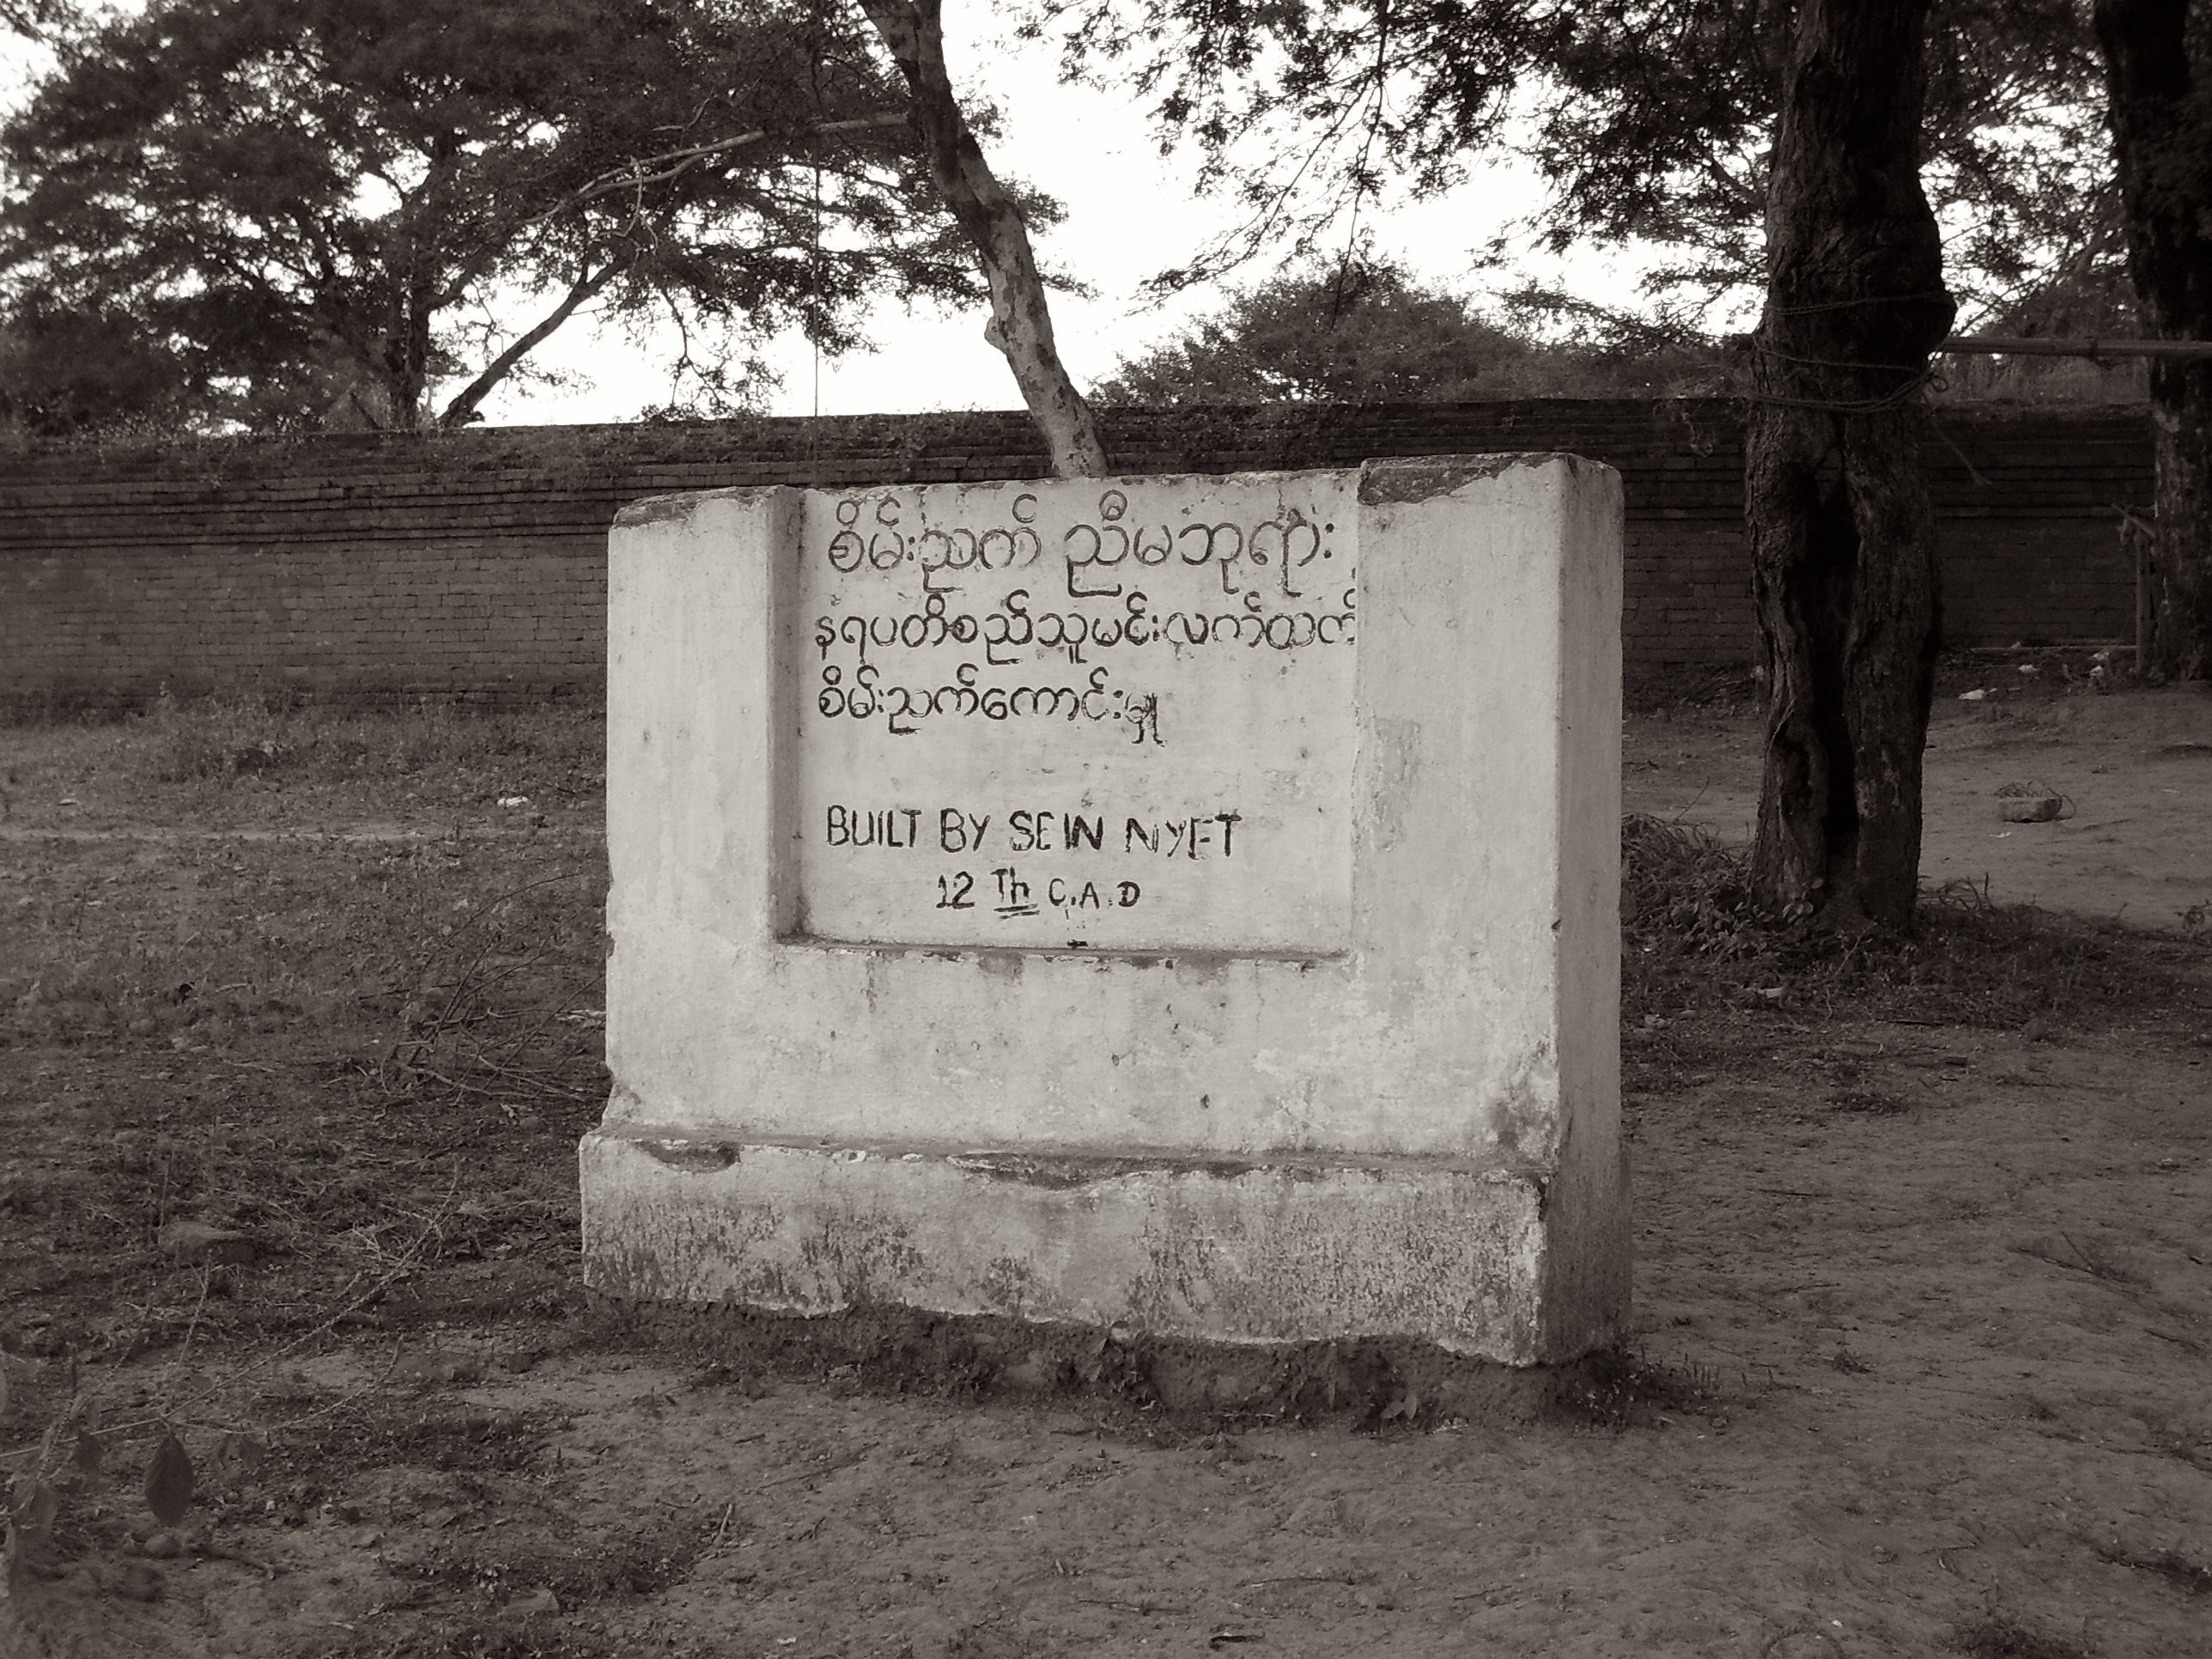 စိမ်းညက် ညီမဘုရား
နရပတိစည်သူမင်းလက်ထက်
စိမ်းညက်ကောင်းမှု
BUILT BY SEIN NYET
12 Th C.A.D